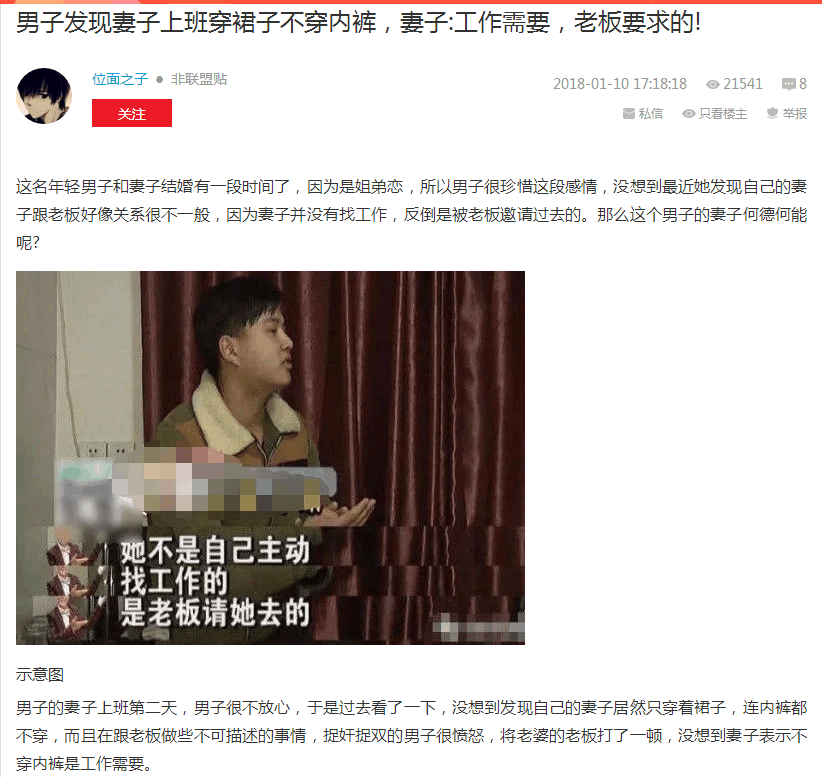 男子发现妻子上班穿裙子不穿内裤，妻子:工作需要，老板要求的!
位面之子 ● 非联盟贴
2018-01-10 17:18:18 21541 8
关注
私信 只看楼主 举报
这名年轻男子和妻子结婚有一段时间了，因为是姐弟恋，所以男子很珍惜这段感情，没想到最近她发现自己的妻
子跟老板好像关系很不一般，因为妻子并没有找工作，反倒是被老板邀请过去的。那么这个男子的妻子何德何能
呢?
她不是自己主动
找工作的
是老板请她去的
示意图
男子的妻子上班第二天，男子很不放心，于是过去看了一下，没想到发现自己的妻子居然只穿着裙子，连内裤都
不穿，而且在跟老板做些不可描述的事情，捉奸捉双的男子很愤怒，将老婆的老板打了一顿，没想到妻子表示不
穿内裤是工作需要。